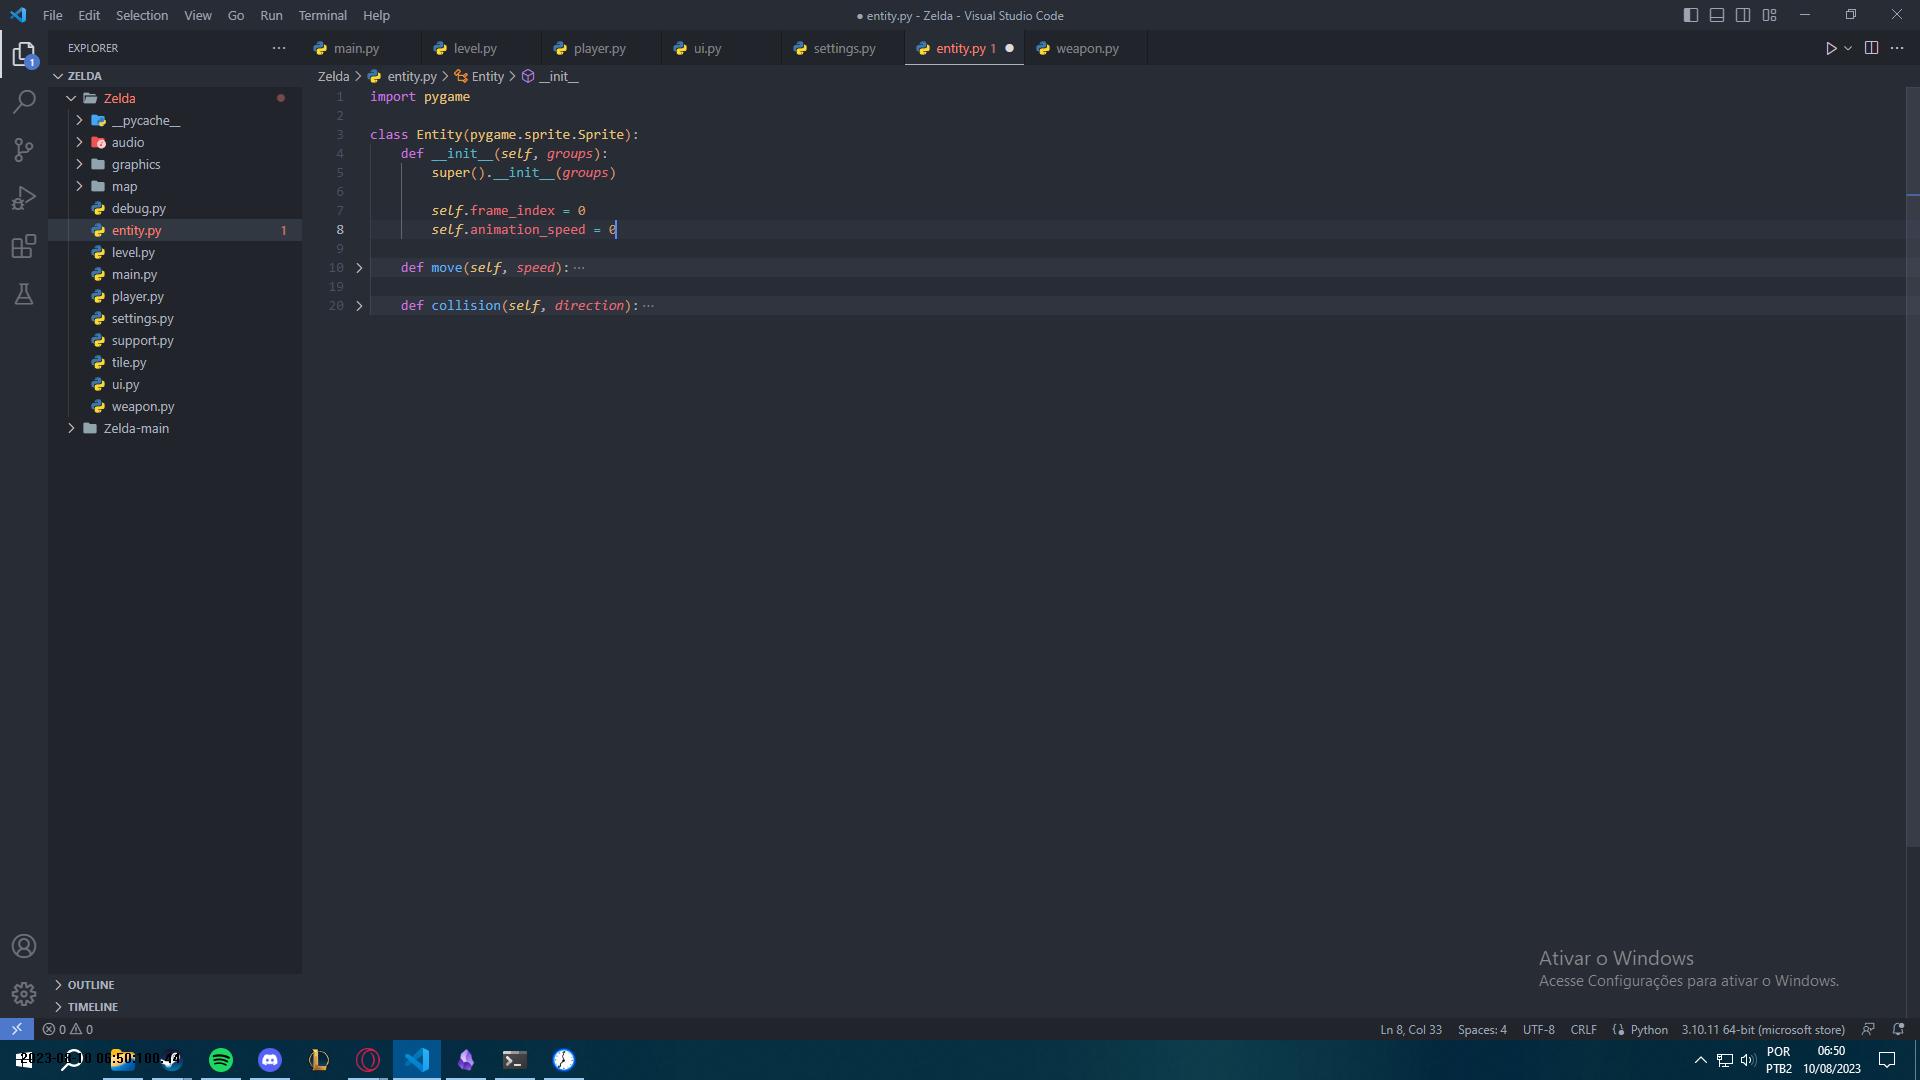 File Edit Selection View Go Run Terminal Help
● entity.py - Zelda - Visual Studio Code
EXPLORER
main.py
level.py
player.py
ui.py
settings.py
entity.py 1
weapon.py
1
ZELDA
Zelda
__pycache__
audio
graphics
map
debug.py
entity.py 1
level.py
main.py
player.py
settings.py
support.py
tile.py
ui.py
weapon.py
Zelda-main
OUTLINE
TIMELINE
Zelda > entity.py > Entity > __init__
1 import pygame
2
3 class Entity(pygame.sprite.Sprite):
4 def __init__(self, groups):
5 super().__init__(groups)
6
7 self.frame_index = 0
8 self.animation_speed = 0
9
10 def move(self, speed):···
19
20 def collision(self, direction):···
Ativar o Windows
Acesse Configurações para ativar o Windows.
0 0
Ln 8, Col 33 Spaces: 4 UTF-8 CRLF Python 3.10.11 64-bit (microsoft store)
POR
PTB2
06:50
10/08/2023